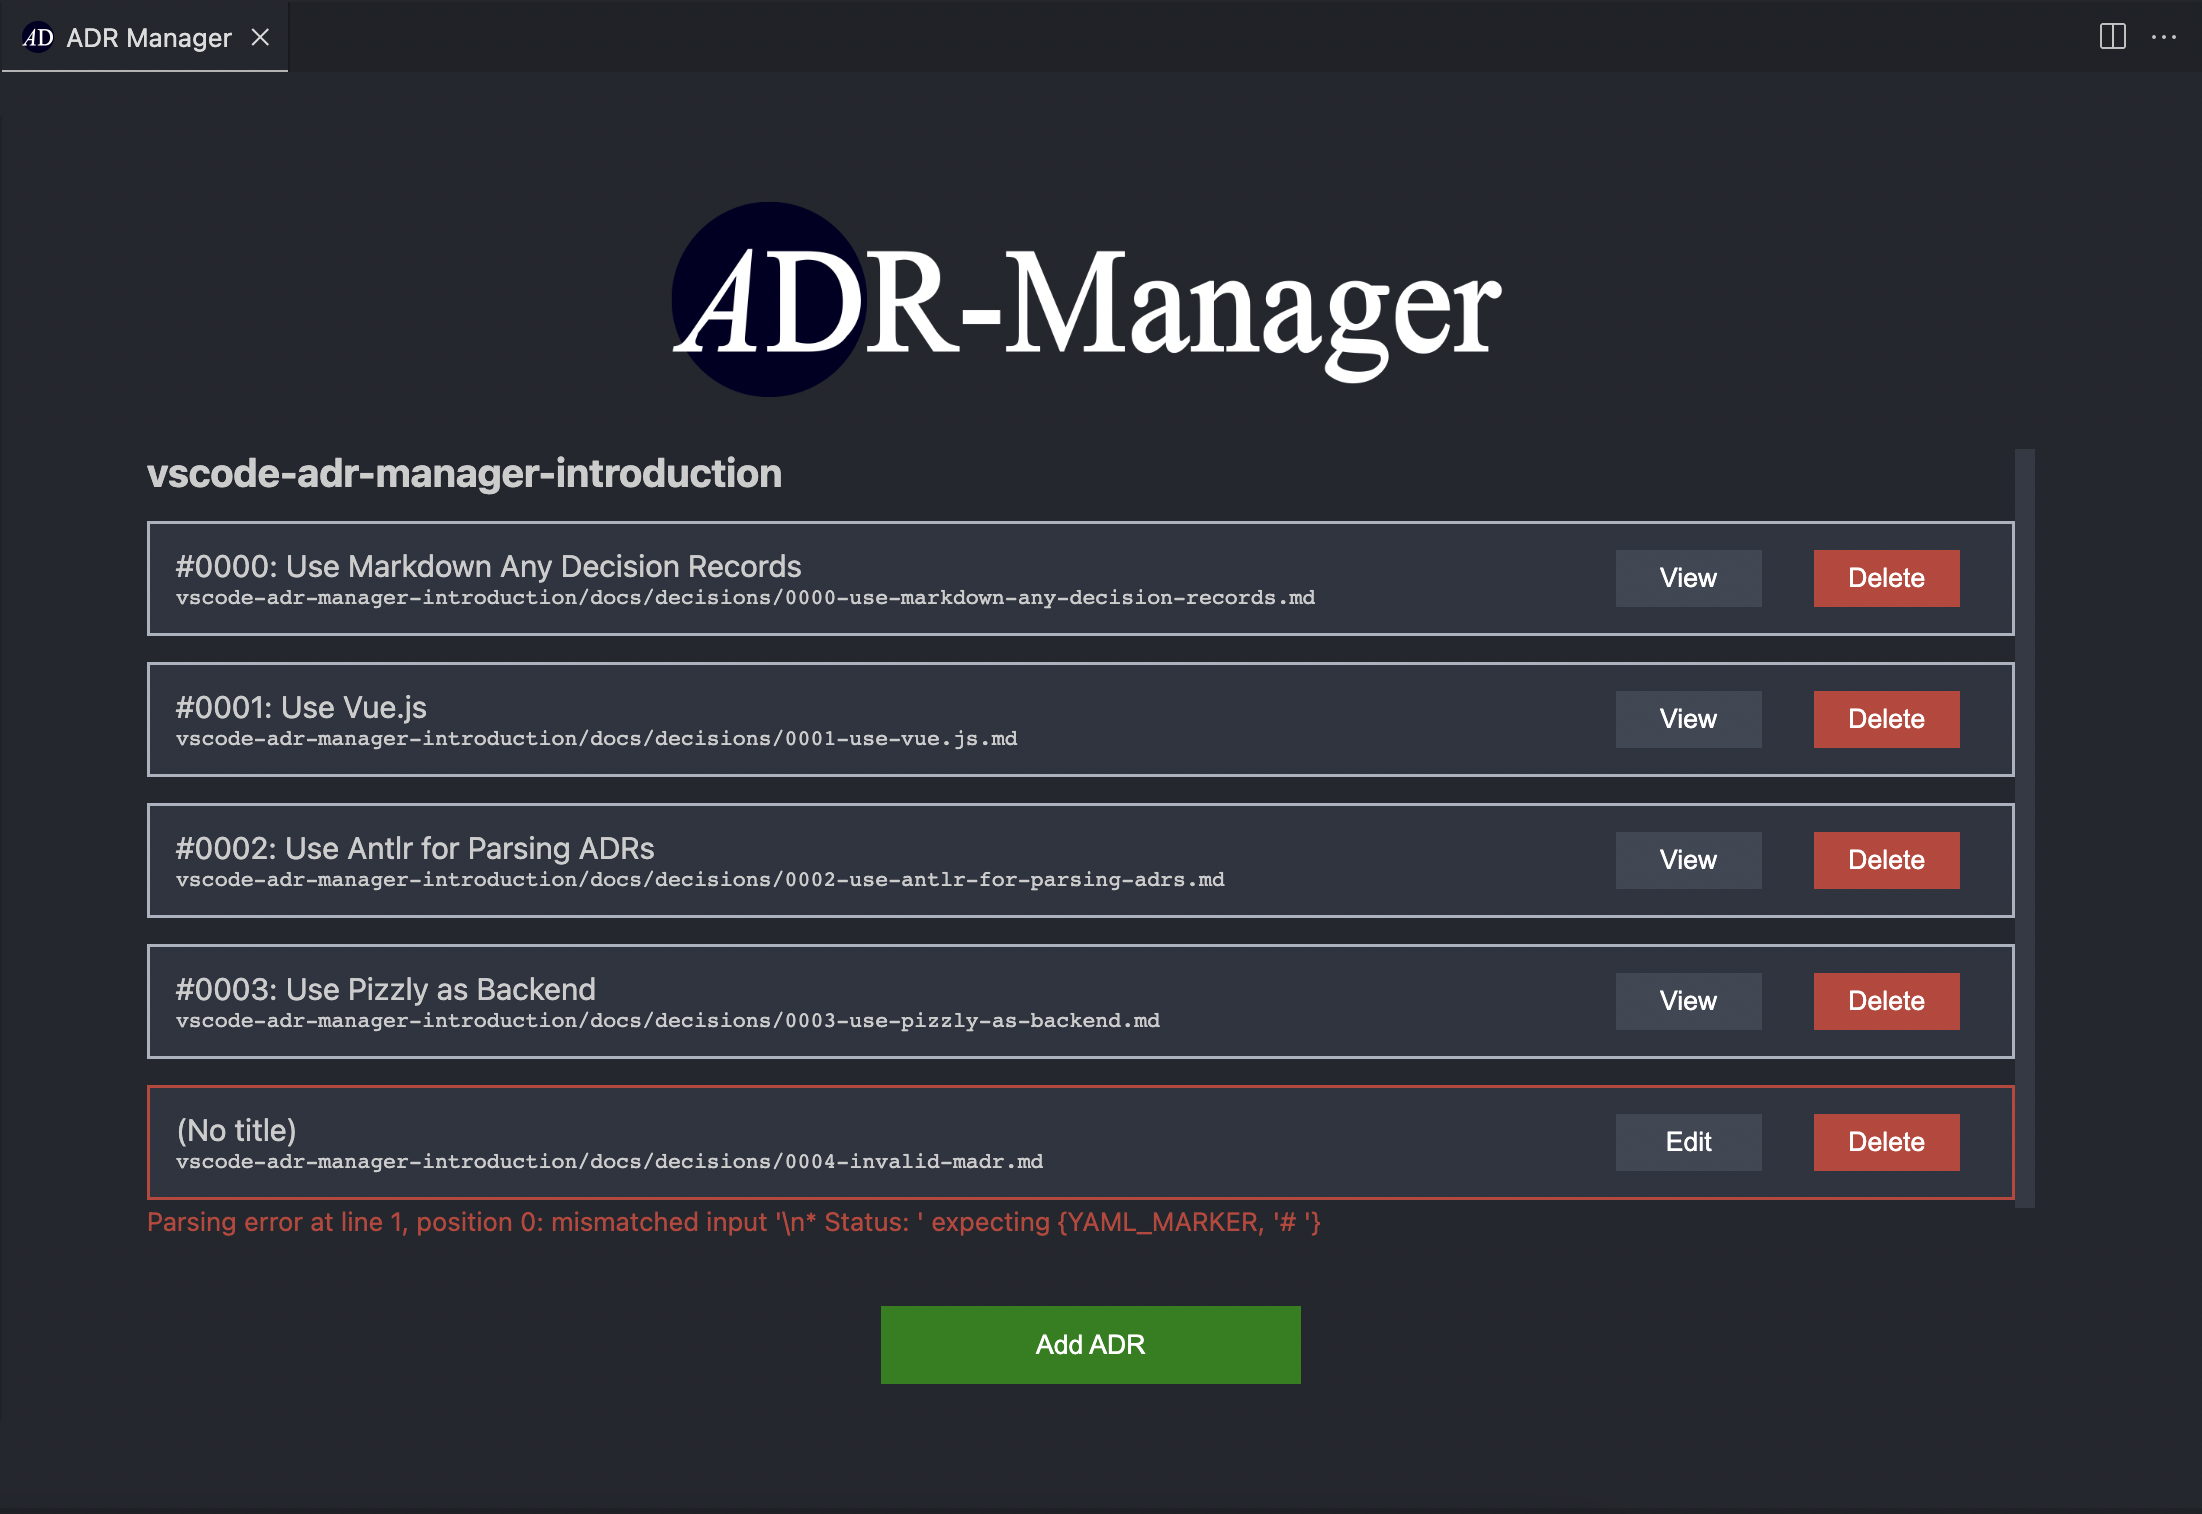 AD ADR Manager
ADR-Manager
vscode-adr-manager-introduction
#0000: Use Markdown Any Decision Records
vscode-adr-manager-introduction/docs/decisions/0000-use-markdown-any-decision-records.md
View
Delete
#0001: Use Vue.js
vscode-adr-manager-introduction/docs/decisions/0001-use-vue.js.md
View
Delete
#0002: Use Antlr for Parsing ADRs
vscode-adr-manager-introduction/docs/decisions/0002-use-antlr-for-parsing-adrs.md
View
Delete
#0003: Use Pizzly as Backend
vscode-adr-manager-introduction/docs/decisions/0003-use-pizzly-as-backend.md
View
Delete
(No title)
vscode-adr-manager-introduction/docs/decisions/0004-invalid-madr.md
Edit
Delete
Parsing error at line 1, position 0: mismatched input '\n* Status: ' expecting {YAML_MARKER, '# '}
Add ADR